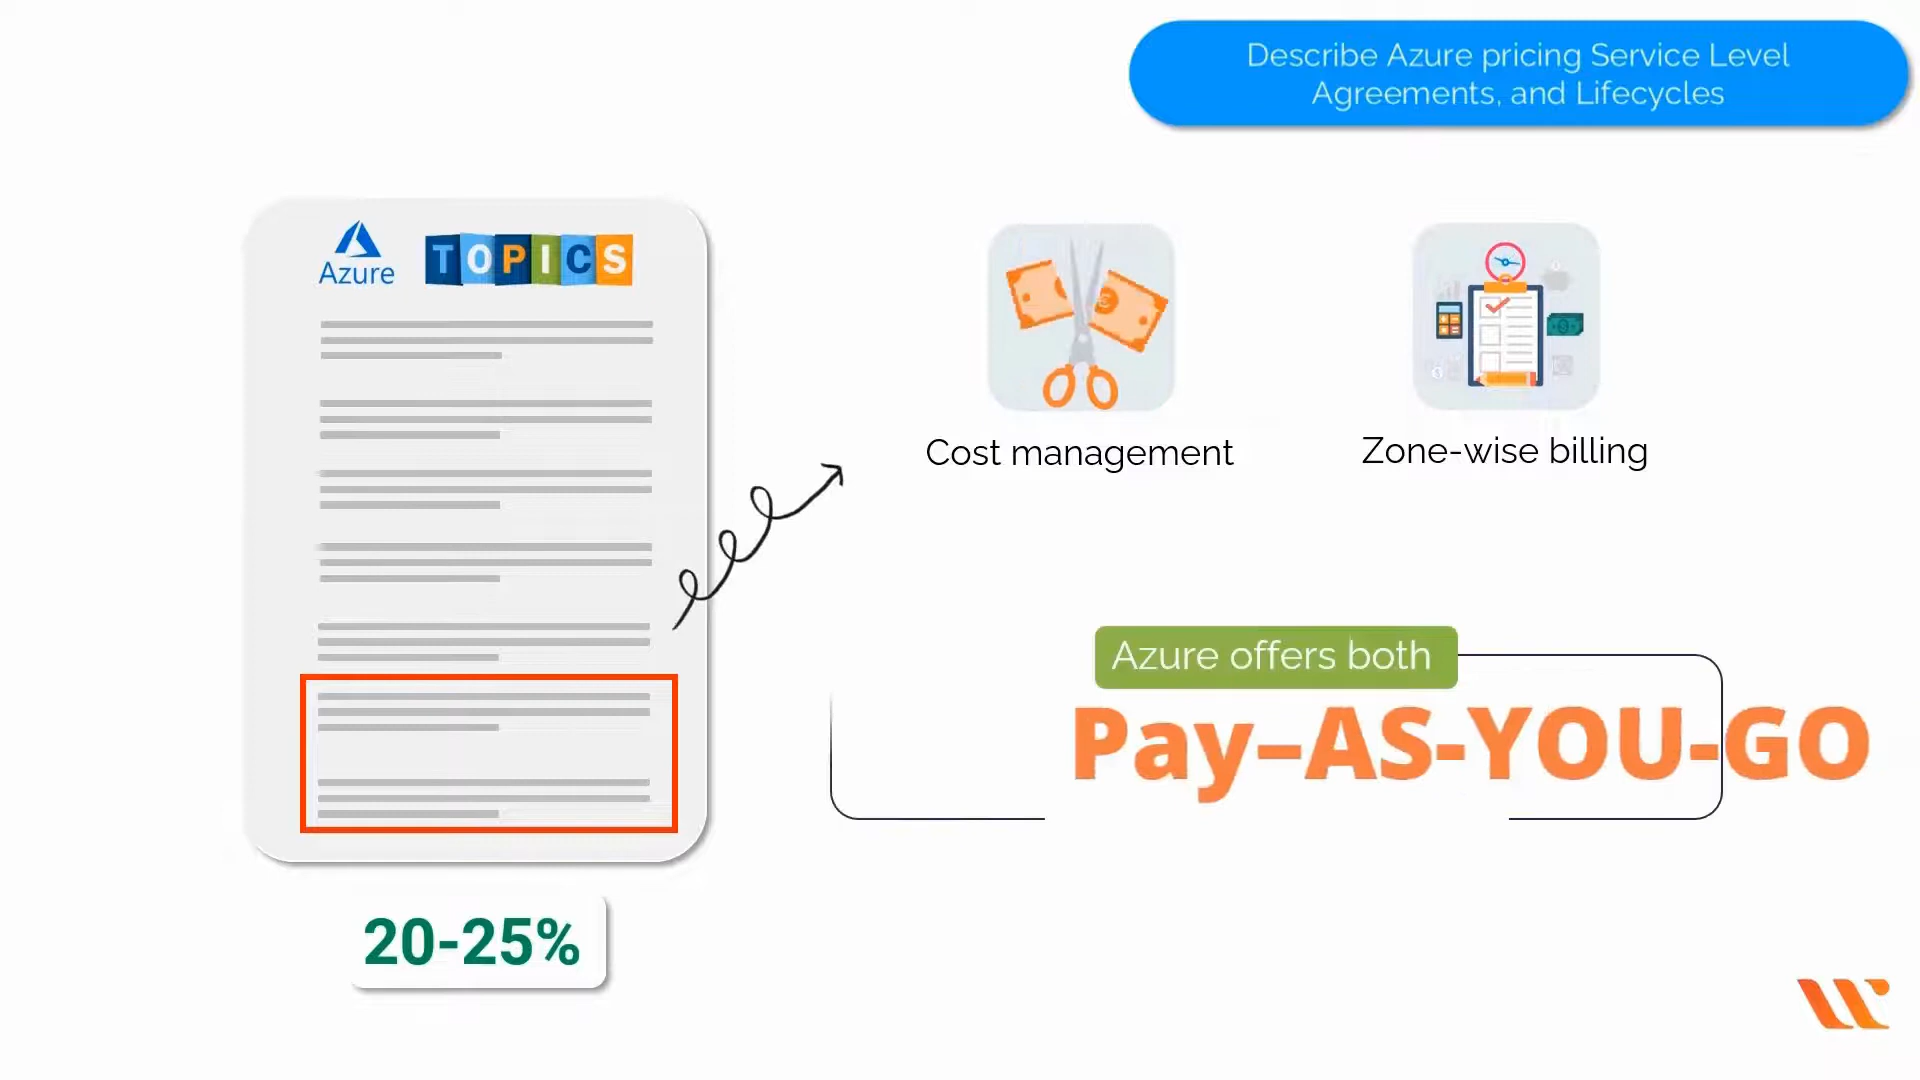 Describe Azure pricing Service Level
Agreements, and Lifecycles
Azure
TOPICS
Cost management
Zone-wise billing
Azure offers both
Pay–AS-YOU-GO
20-25%